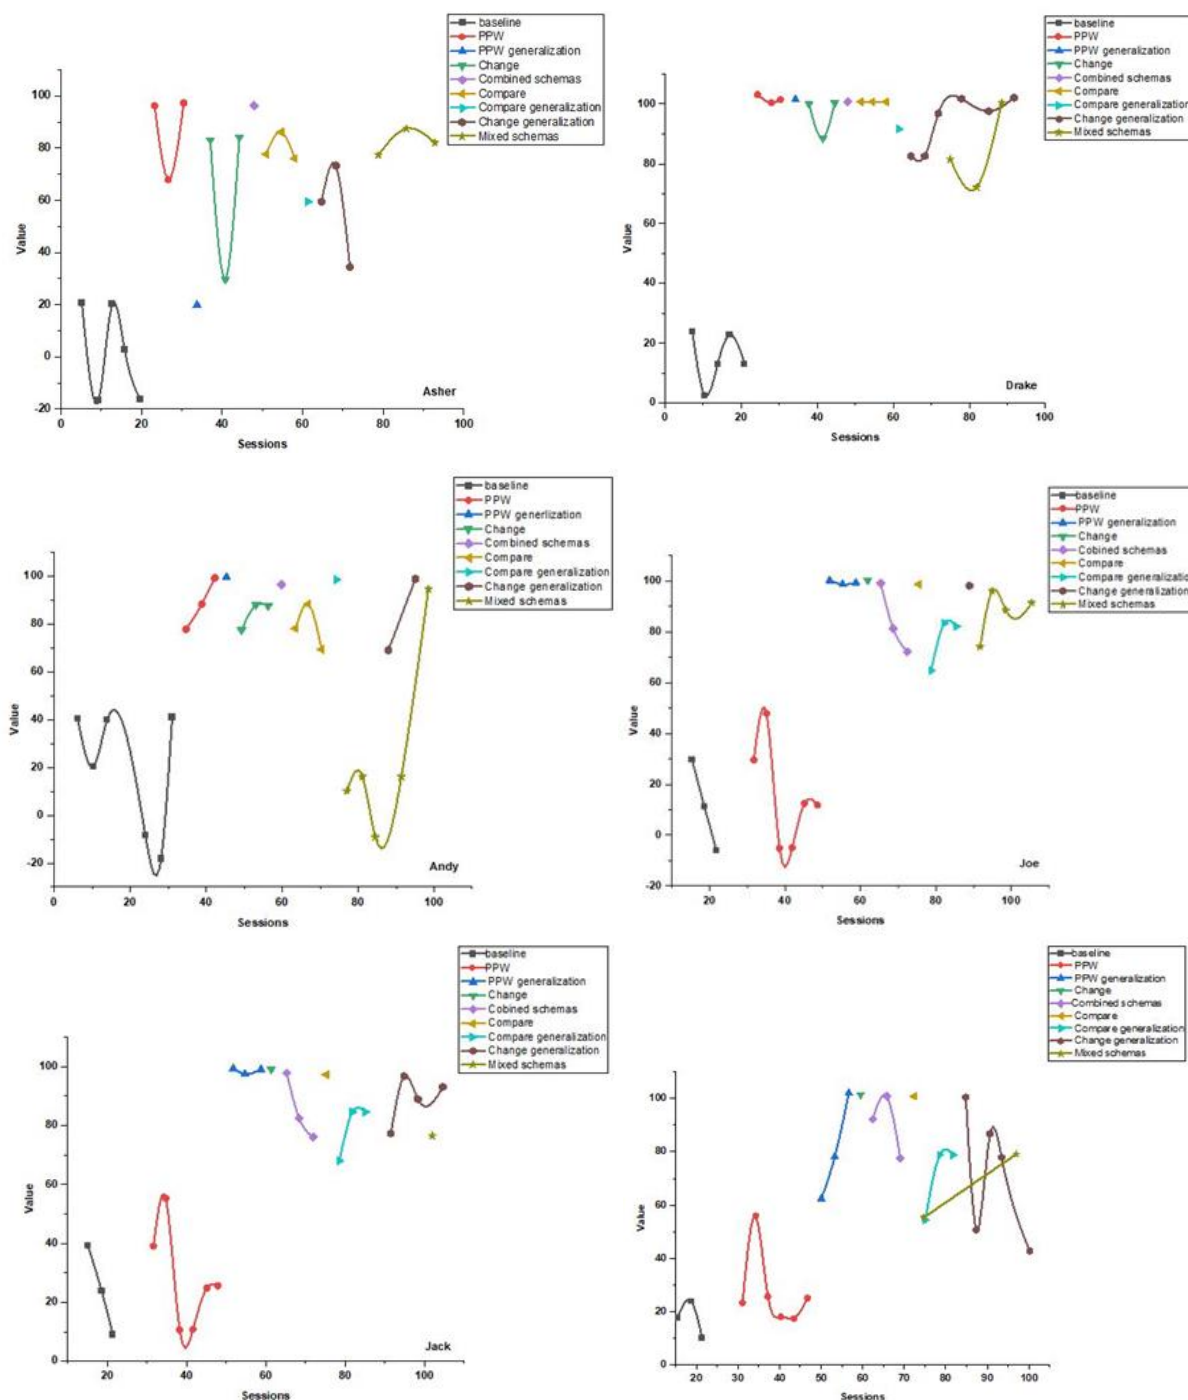 baseline
PPW
PPW generalization
Change
Combined schemas
Compare
Compare generalization
Change generalization
Mixed schemas
100
80
60
40
20
0
-20
Value
0 20 40 60 80 100
Sessions
Asher
baseline
PPW
PPW generalization
Change
Combined schemas
Compare
Compare generalization
Change generalization
Mixed schemas
100
80
60
40
20
0
Value
0 20 40 60 80 100
Sessions
Drake
baseline
PPW
PPW generlization
Change
Combined schemas
Compare
Compare generalization
Change generalization
Mixed schemas
100
80
60
40
20
0
-20
Value
0 20 40 60 80 100
Sessions
Andy
baseline
PPW
PPW generalization
Change
Cobined schemas
Compare
Compare generalization
Change generalization
Mixed schemas
100
80
60
40
20
0
-20
Value
20 40 60 80 100
Sessions
Joe
baseline
PPW
PPW generalization
Change
Cobined schemas
Compare
Compare generalization
Change generalization
Mixed schemas
100
80
60
40
20
0
Value
20 40 60 80 100
Sessions
Jack
baseline
PPW
PPW generalization
Change
Combined schemas
Compare
Compare generalization
Change generalization
Mixed schemas
100
80
60
40
20
0
Value
15 30 40 50 60 70 80 90 100
Sessions